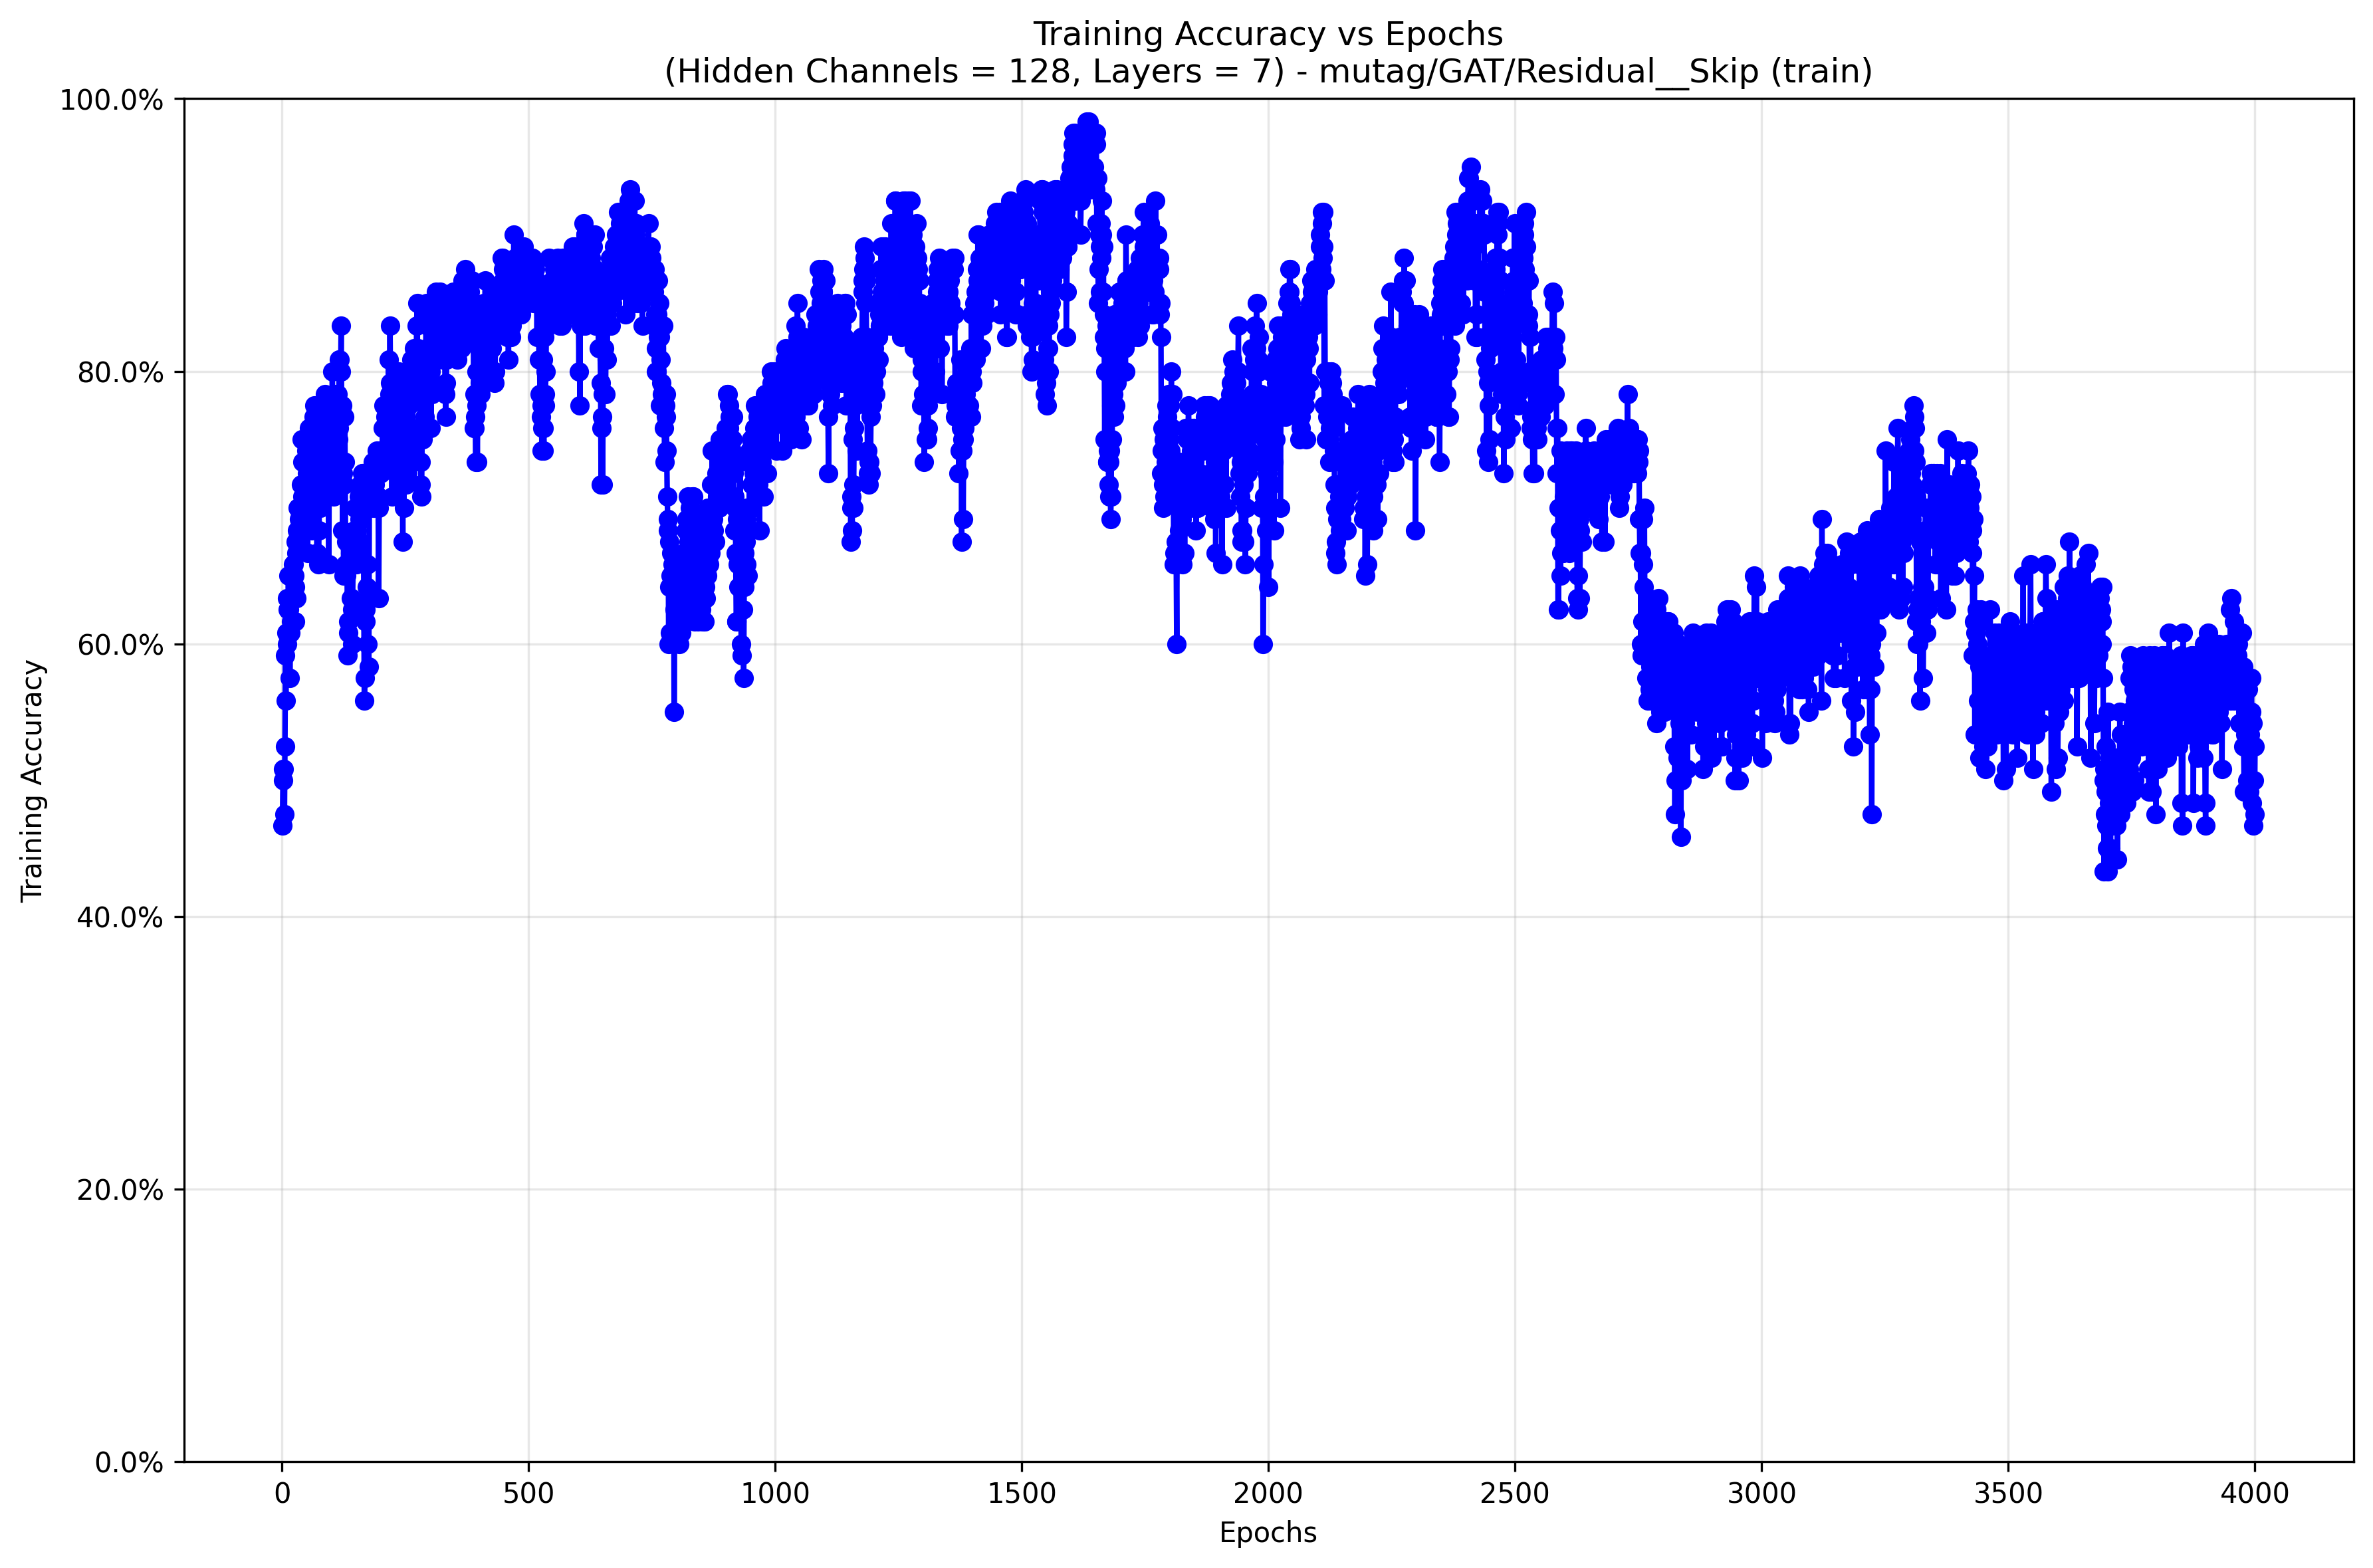 Training Accuracy vs Epochs
(Hidden Channels = 128, Layers = 7) - mutag/GAT/Residual__Skip (train)
100.0%
80.0%
60.0%
40.0%
20.0%
0.0%
Training Accuracy
0 500 1000 1500 2000 2500 3000 3500 4000
Epochs